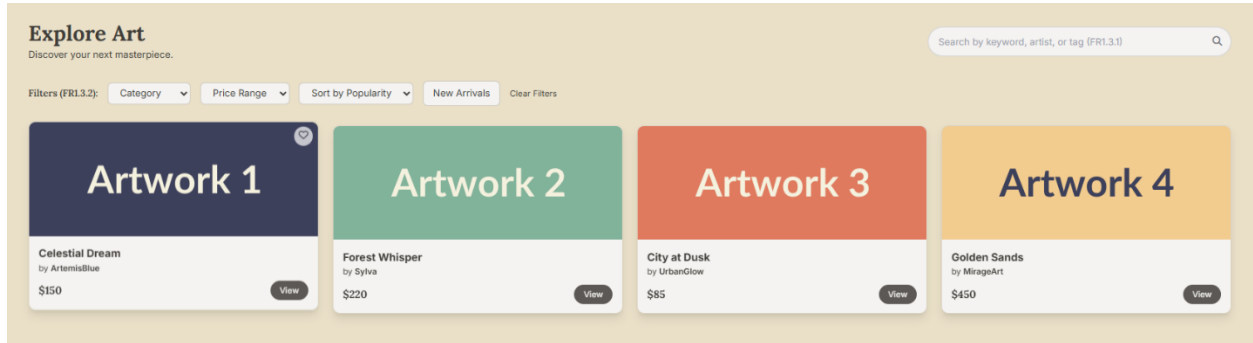 Explore Art
Discover your next masterpiece.
Search by keyword, artist, or tag (FR1.3.1)
Filters (FR1.3.2): Category Price Range Sort by Popularity New Arrivals Clear Filters
Artwork 1
Celestial Dream
by ArtemisBlue
$150 View
Artwork 2
Forest Whisper
by Sylva
$220 View
Artwork 3
City at Dusk
by UrbanGlow
$85 View
Artwork 4
Golden Sands
by MirageArt
$450 View